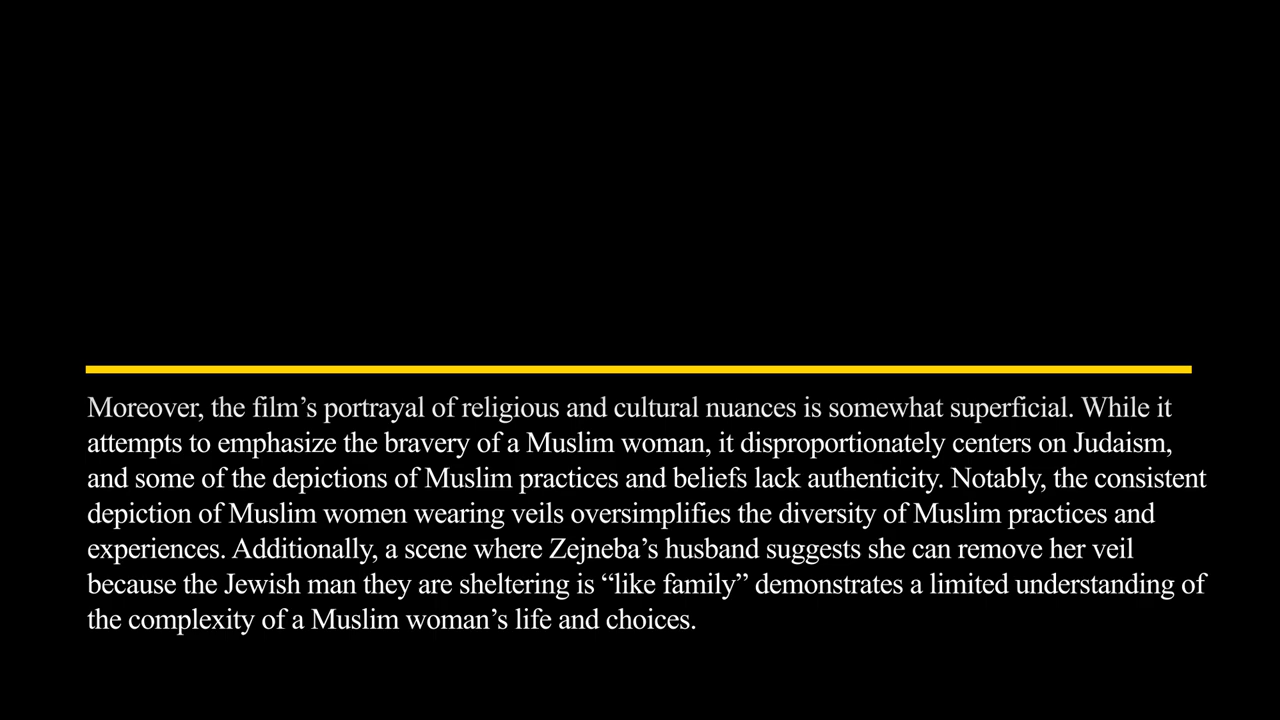 Moreover, the film’s portrayal of religious and cultural nuances is somewhat superficial. While it
attempts to emphasize the bravery of a Muslim woman, it disproportionately centers on Judaism,
and some of the depictions of Muslim practices and beliefs lack authenticity. Notably, the consistent
depiction of Muslim women wearing veils oversimplifies the diversity of Muslim practices and
experiences. Additionally, a scene where Zejneba’s husband suggests she can remove her veil
because the Jewish man they are sheltering is “like family” demonstrates a limited understanding of
the complexity of a Muslim woman’s life and choices.